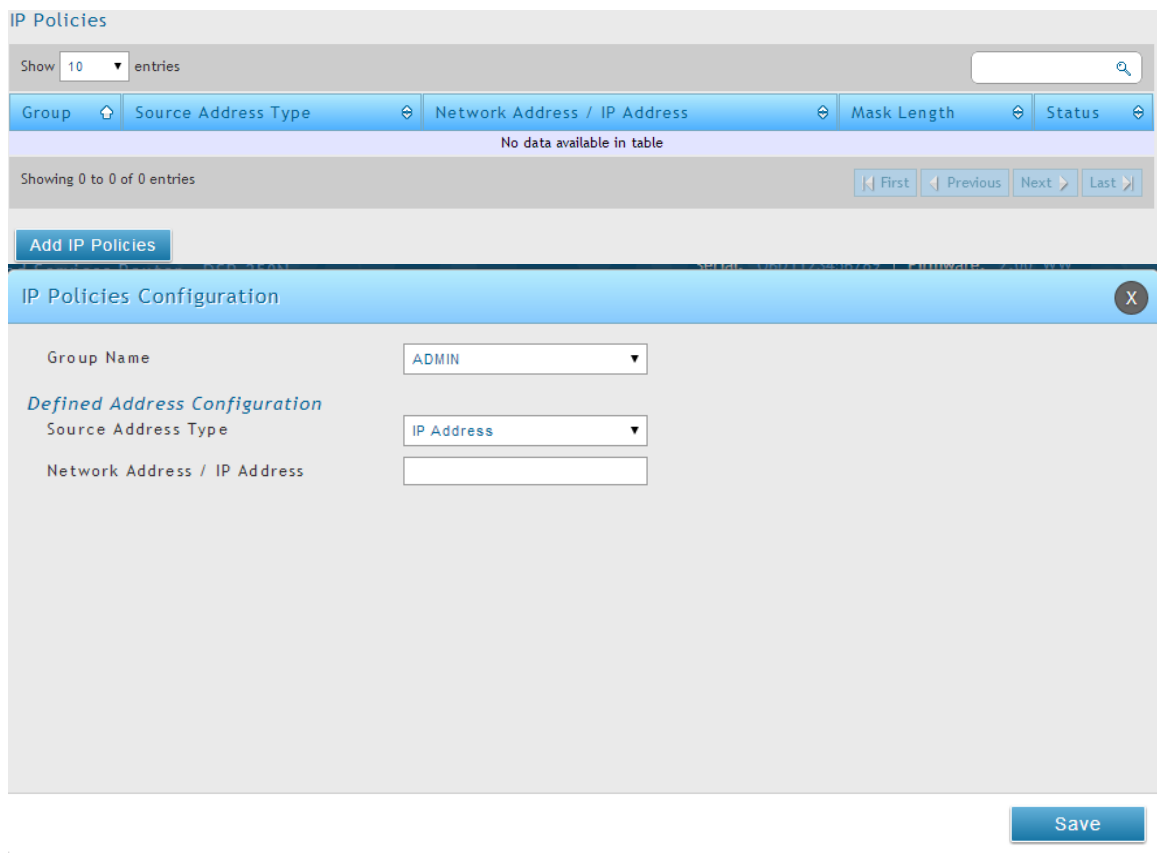 IP Policies
Show 10 entries
Group Source Address Type Network Address / IP Address Mask Length Status
No data available in table
Showing 0 to 0 of 0 entries
First Previous Next Last
Add IP Policies
IP Policies Configuration
X
Group Name ADMIN
Defined Address Configuration
Source Address Type IP Address
Network Address / IP Address
Save